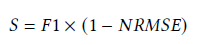 S = F1 × (1 − NRMSE)